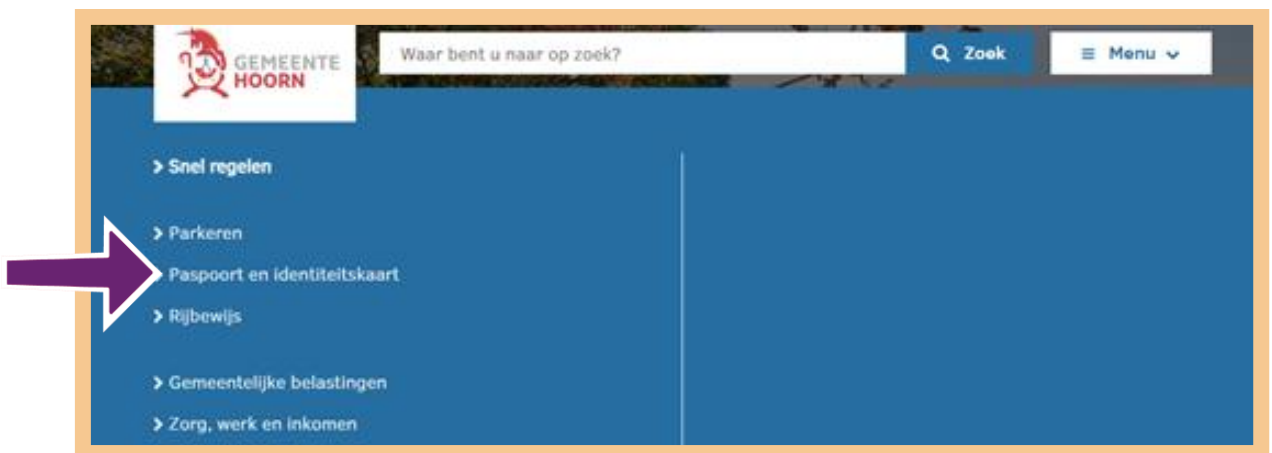 GEMEENTE
HOORN
Waar bent u naar op zoek?
Zoek
Menu
Snel regelen
Parkeren
Paspoort en identiteitskaart
Rijbewijs
Gemeentelijke belastingen
Zorg, werk en inkomen